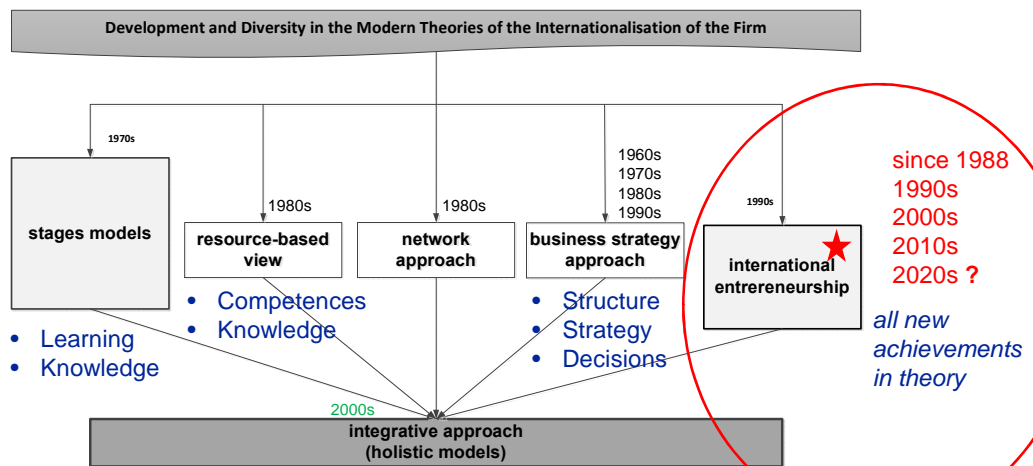 Development and Diversity in the Modern Theories of the Internationalisation of the Firm
1970s
stages models
• Learning
• Knowledge
1980s
resource-based
view
• Competences
• Knowledge
1980s
network
approach
1960s
1970s
1980s
1990s
business strategy
approach
• Structure
• Strategy
• Decisions
1990s
international
entrereneurship
since 1988
1990s
2000s
2010s
2020s ?
all new
achievements
in theory
2000s
integrative approach
(holistic models)